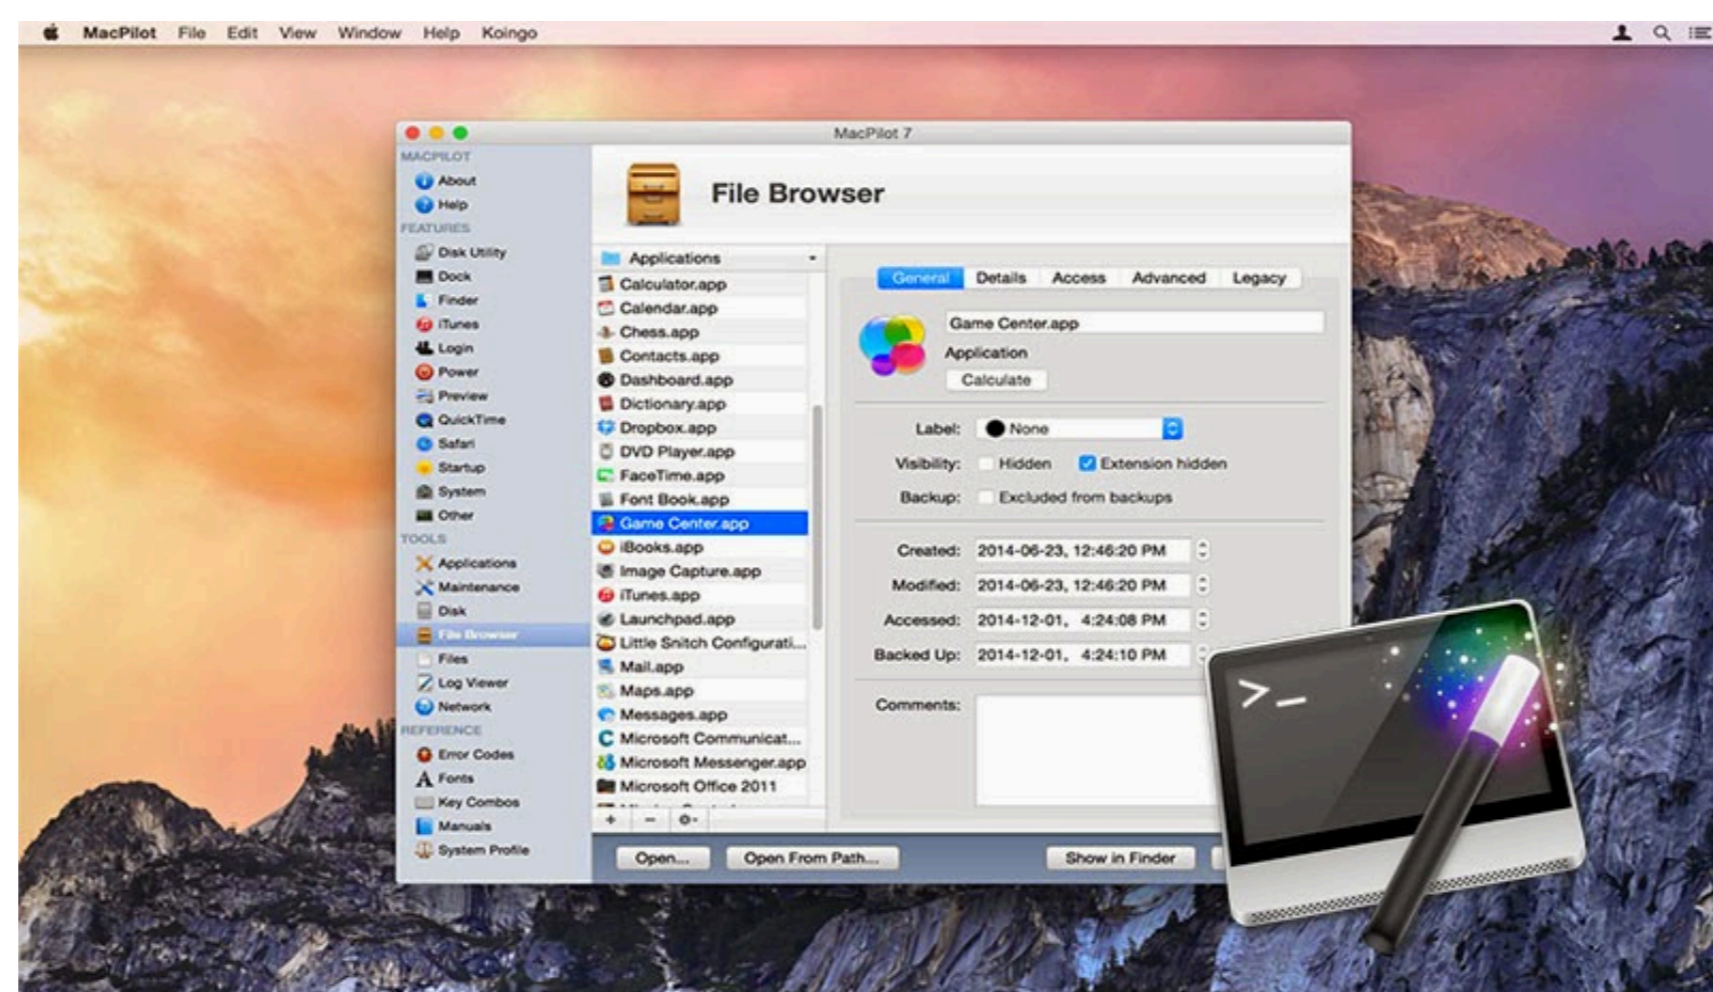 MacPilot File Edit View Window Help Koingo
MacPilot 7
MACPILOT
About
Help
FEATURES
Disk Utility
Dock
Finder
iTunes
Login
Power
Preview
QuickTime
Safari
Startup
System
Other
TOOLS
Applications
Maintenance
Disk
File Browser
Files
Log Viewer
Network
REFERENCE
Error Codes
Fonts
Key Combos
Manuals
System Profile
File Browser
Applications
Calculator.app
Calendar.app
Chess.app
Contacts.app
Dashboard.app
Dictionary.app
Dropbox.app
DVD Player.app
FaceTime.app
Font Book.app
Game Center.app
iBooks.app
Image Capture.app
iTunes.app
Launchpad.app
Little Snitch Configurati...
Mail.app
Maps.app
Messages.app
Microsoft Communicat...
Microsoft Messenger.app
Microsoft Office 2011
General Details Access Advanced Legacy
Game Center.app
Application
Calculate
Label: None
Visibility: Hidden Extension hidden
Backup: Excluded from backups
Created: 2014-06-23, 12:46:20 PM
Modified: 2014-06-23, 12:46:20 PM
Accessed: 2014-12-01, 4:24:08 PM
Backed Up: 2014-12-01, 4:24:10 PM
Comments:
Open... Open From Path... Show in Finder
>_